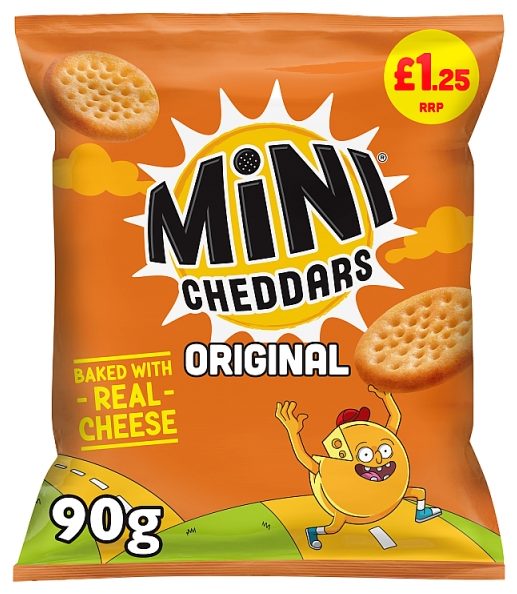 £1.25
RRP
MiNi®
CHEDDARS
ORIGINAL
BAKED WITH
- REAL -
CHEESE
90g